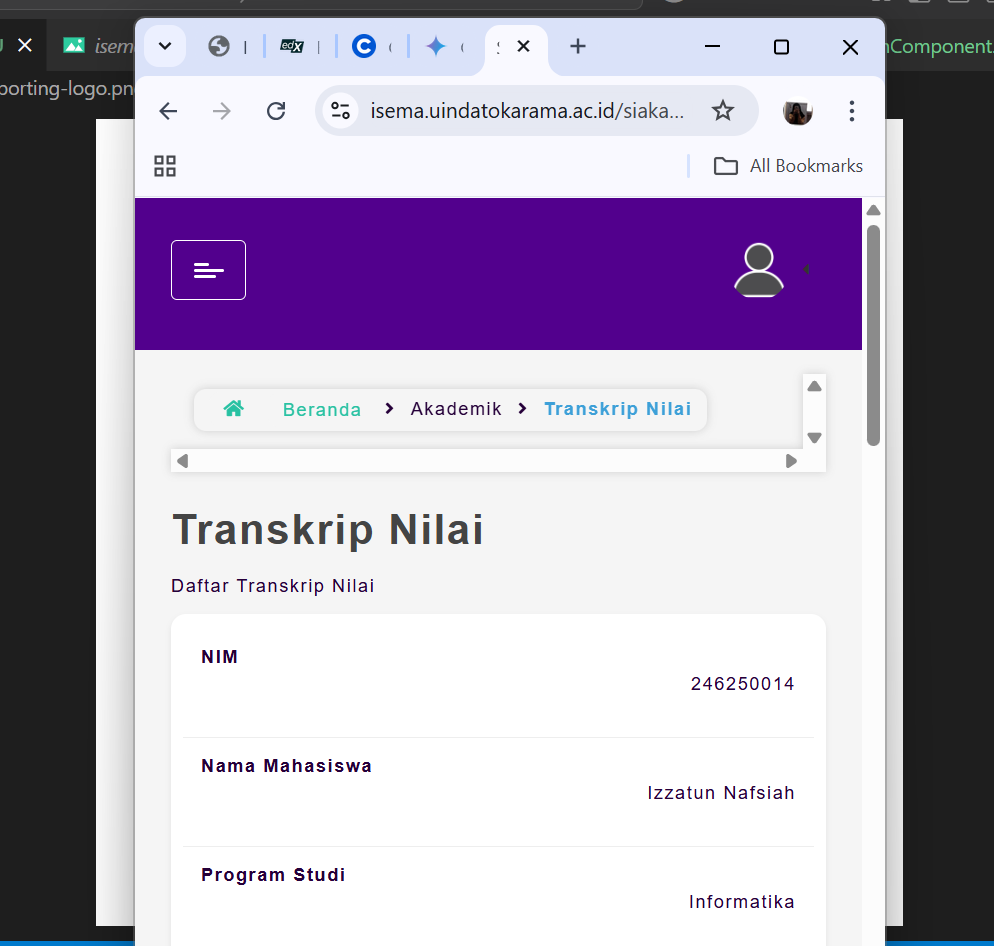 isem
nComponent.
porting-logo.pn
edX
isema.uindatokarama.ac.id/siaka...
All Bookmarks
Beranda > Akademik > Transkrip Nilai
Transkrip Nilai
Daftar Transkrip Nilai
NIM
246250014
Nama Mahasiswa
Izzatun Nafsiah
Program Studi
Informatika